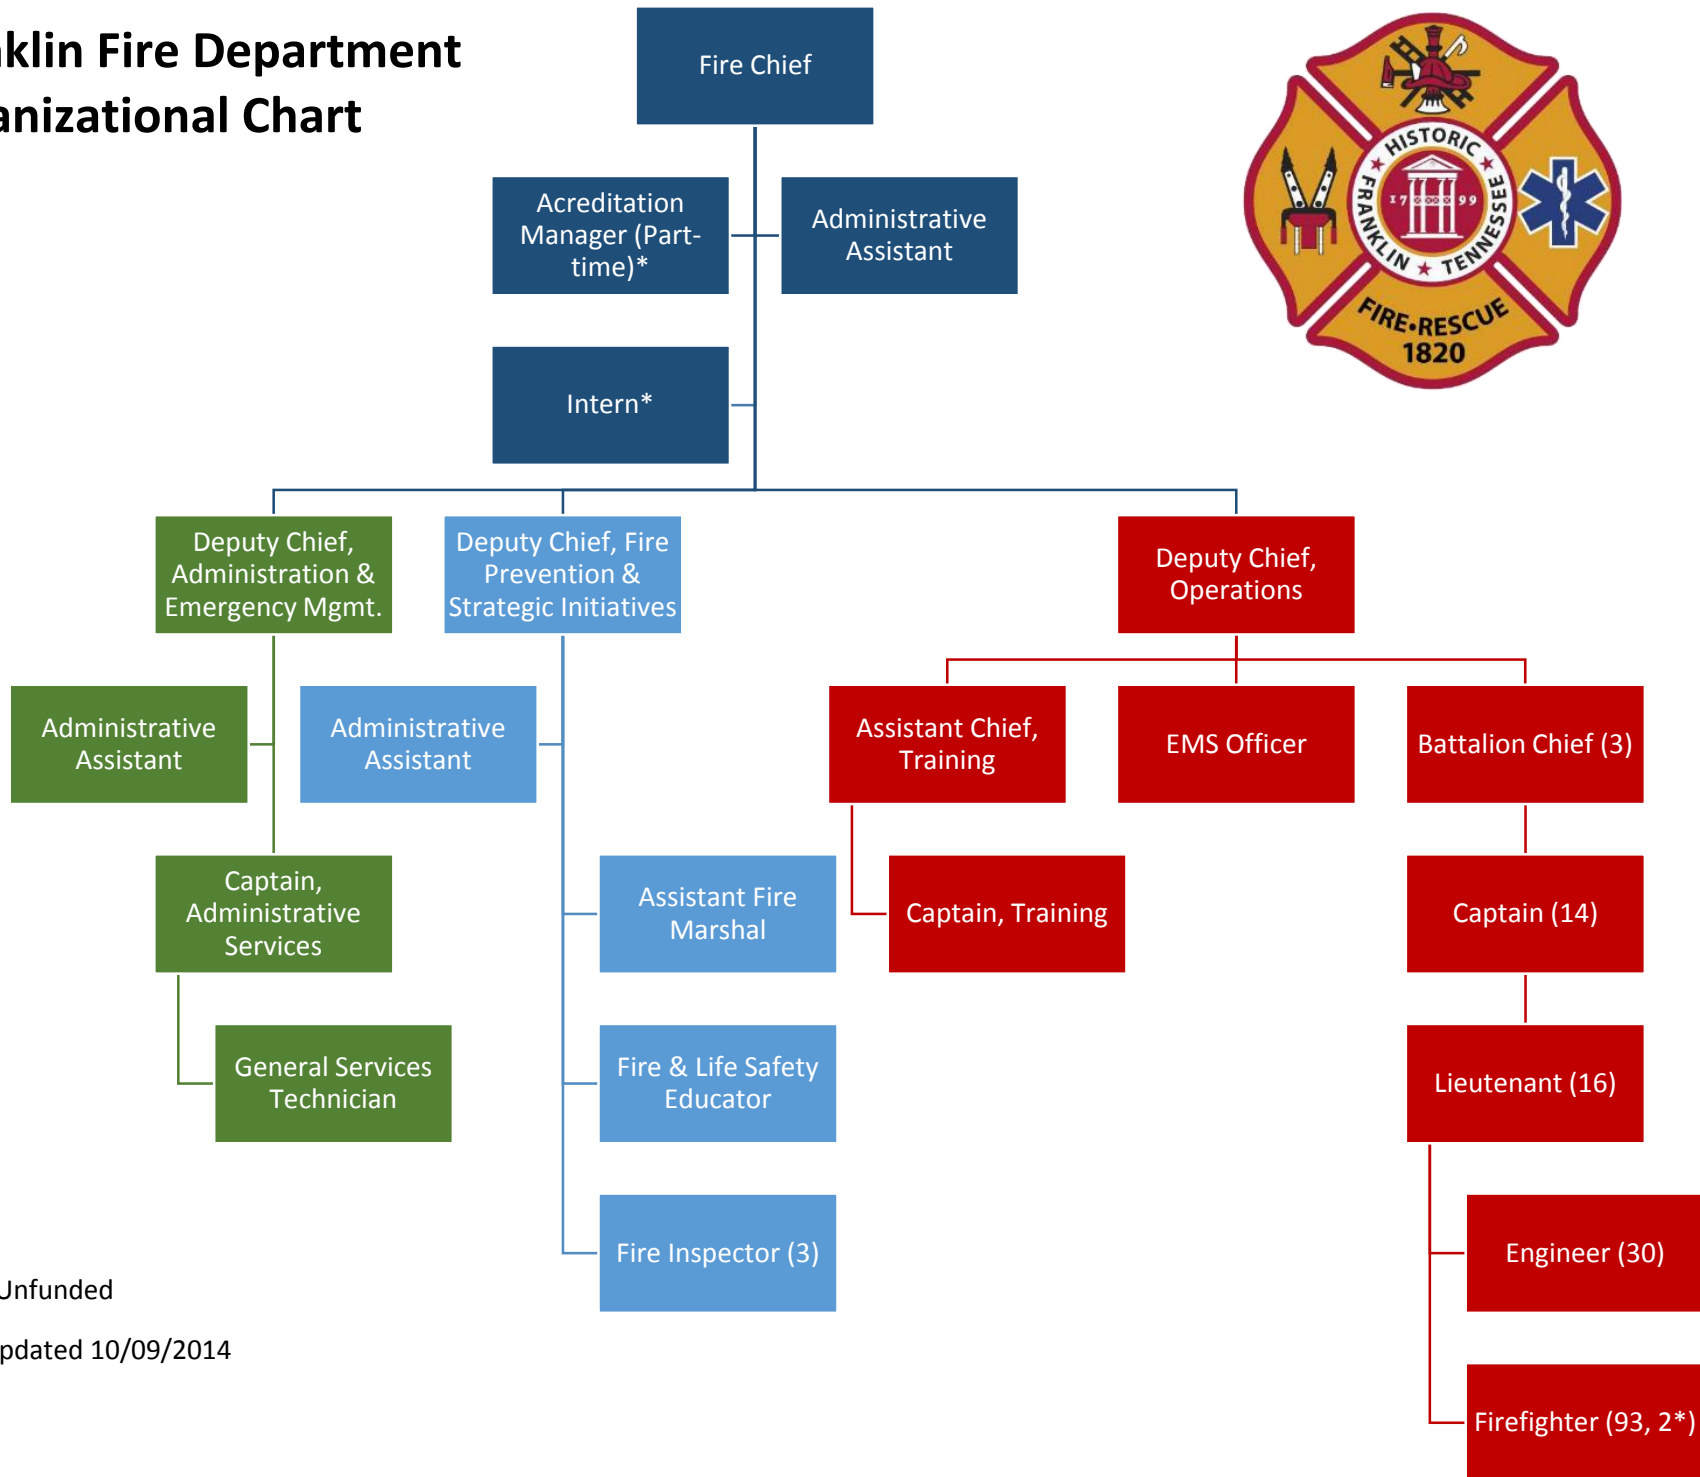 nklin Fire Department
anizational Chart
Fire Chief
HISTORIC
FRANKLIN
TENNESSEE
17 99
FIRE•RESCUE
1820
Acreditation
Manager (Part-
time)*
Administrative
Assistant
Intern*
Deputy Chief,
Administration &
Emergency Mgmt.
Deputy Chief, Fire
Prevention &
Strategic Initiatives
Deputy Chief,
Operations
Administrative
Assistant
Administrative
Assistant
Assistant Chief,
Training
EMS Officer
Battalion Chief (3)
Captain,
Administrative
Services
Assistant Fire
Marshal
Captain, Training
Captain (14)
General Services
Technician
Fire & Life Safety
Educator
Lieutenant (16)
Fire Inspector (3)
Engineer (30)
Unfunded
pdated 10/09/2014
Firefighter (93, 2*)